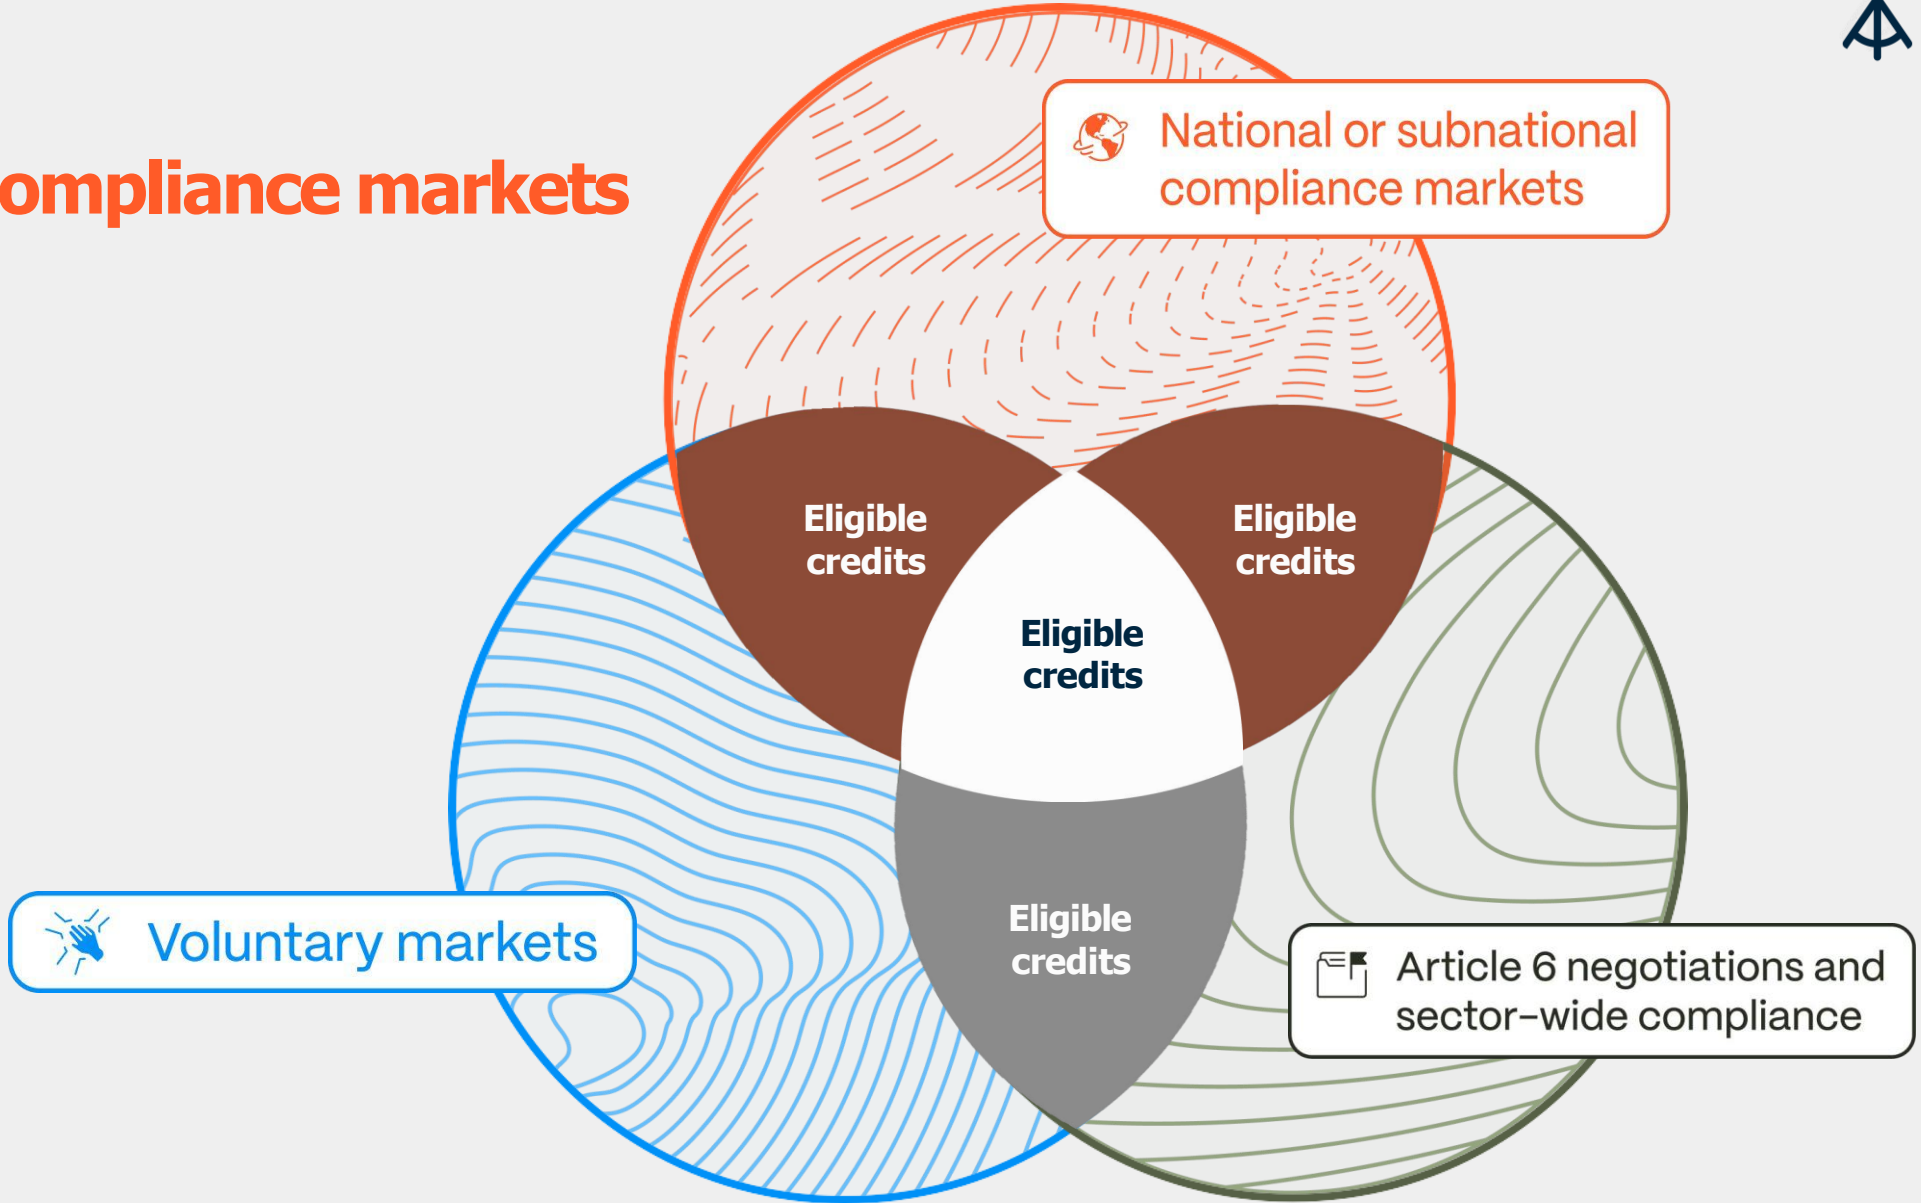 ompliance markets
National or subnational
compliance markets
Eligible
credits
Eligible
credits
Eligible
credits
Eligible
credits
Voluntary markets
Article 6 negotiations and
sector-wide compliance